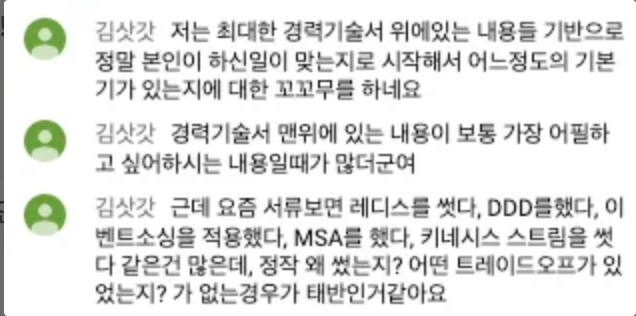 김삿갓 저는 최대한 경력기술서 위에있는 내용들 기반으로
정말 본인이 하신일이 맞는지로 시작해서 어느정도의 기본
기가 있는지에 대한 꼬꼬무를 하네요
김삿갓 경력기술서 맨위에 있는 내용이 보통 가장 어필하
고 싶어하시는 내용일때가 많더군여
김삿갓 근데 요즘 서류보면 레디스를 썻다, DDD를했다, 이
벤트소싱을 적용했다, MSA를 했다, 키네시스 스트림을 썻
다 같은건 많은데, 정작 왜 썼는지? 어떤 트레이드오프가 있
었는지? 가 없는경우가 태반인거같아요